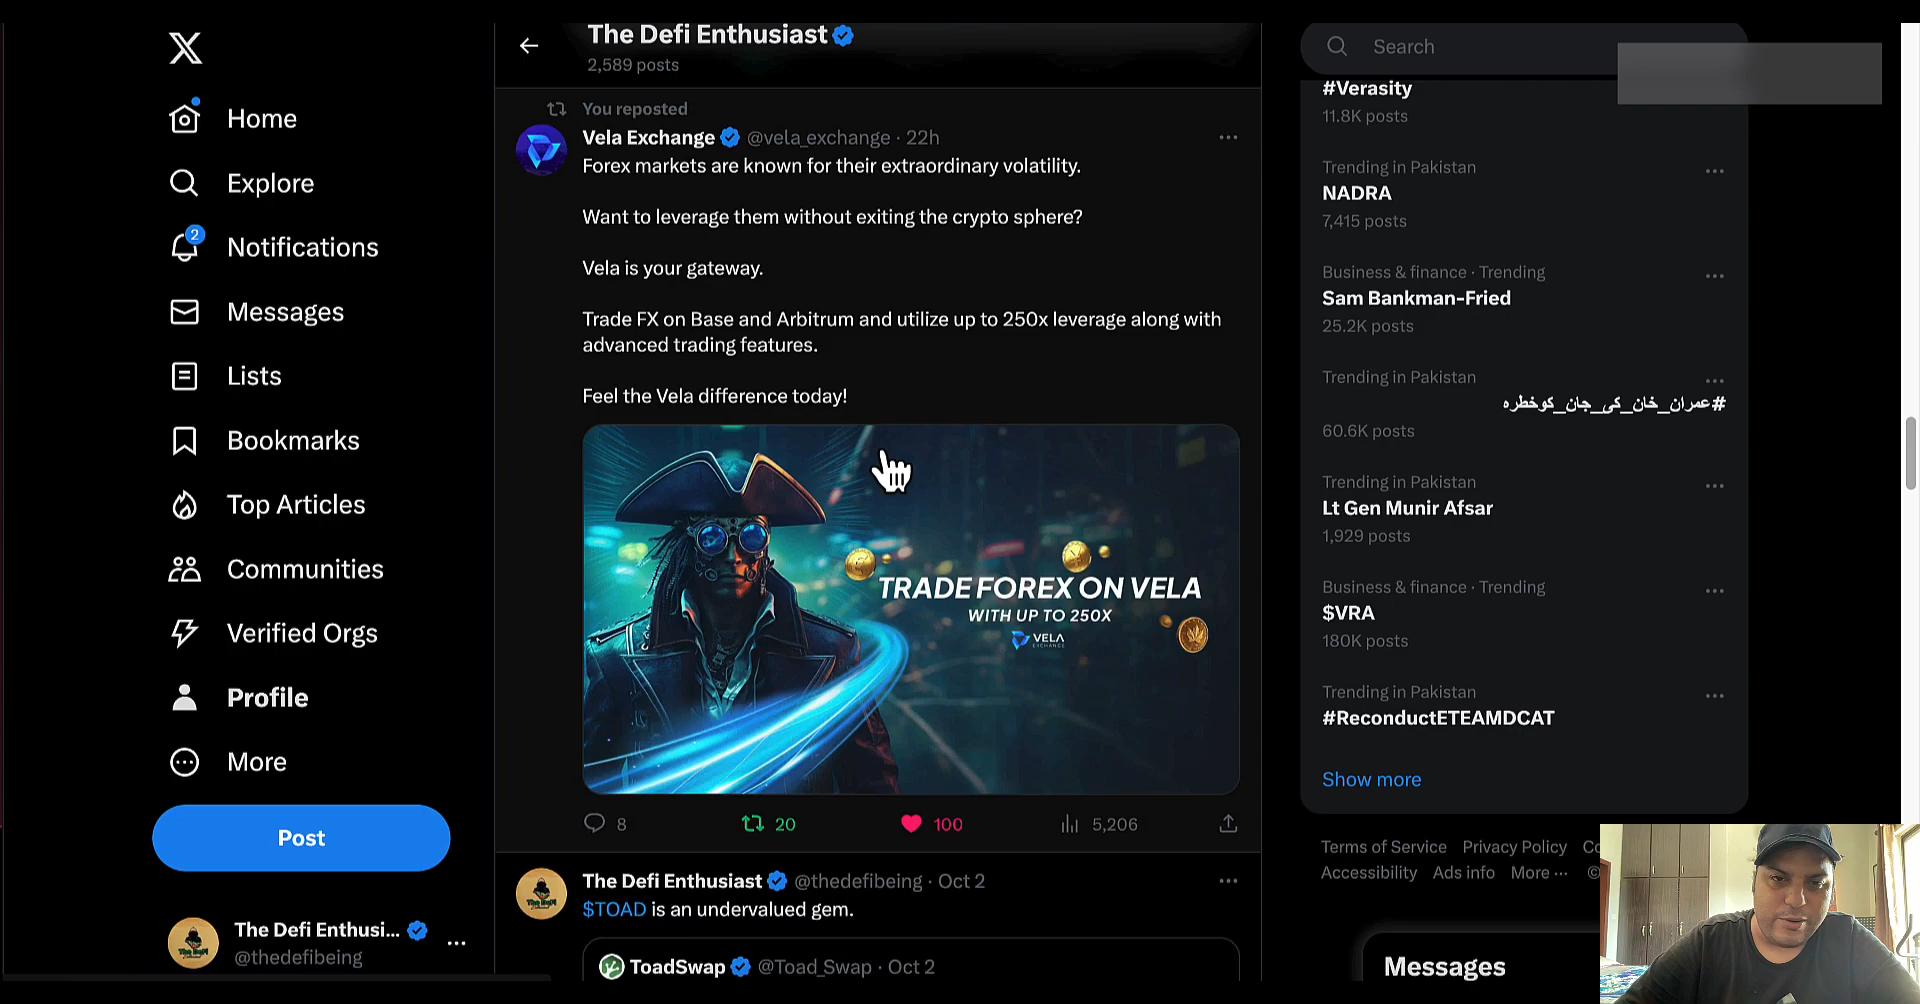 Home
Explore
2
Notifications
Messages
Lists
Bookmarks
Top Articles
Communities
Verified Orgs
Profile
More
Post
The Defi Enthusi...
@thedefibeing
The Defi Enthusiast
2,589 posts
You reposted
Vela Exchange @vela_exchange · 22h
Forex markets are known for their extraordinary volatility.
Want to leverage them without exiting the crypto sphere?
Vela is your gateway.
Trade FX on Base and Arbitrum and utilize up to 250x leverage along with
advanced trading features.
Feel the Vela difference today!
TRADE FOREX ON VELA
WITH UP TO 250X
VELA
EXCHANGE
8 20 100 5,206
The Defi Enthusiast @thedefibeing · Oct 2
$TOAD is an undervalued gem.
ToadSwap @Toad_Swap · Oct 2
Search
#Verasity
11.8K posts
Trending in Pakistan
NADRA
7,415 posts
Business & finance · Trending
Sam Bankman-Fried
25.2K posts
Trending in Pakistan
#عمران_خان_کی_جان_کوخطرہ
60.6K posts
Trending in Pakistan
Lt Gen Munir Afsar
1,929 posts
Business & finance · Trending
$VRA
180K posts
Trending in Pakistan
#ReconductETEAMDCAT
Show more
Terms of Service Privacy Policy
Accessibility Ads info More ··· ©
Messages